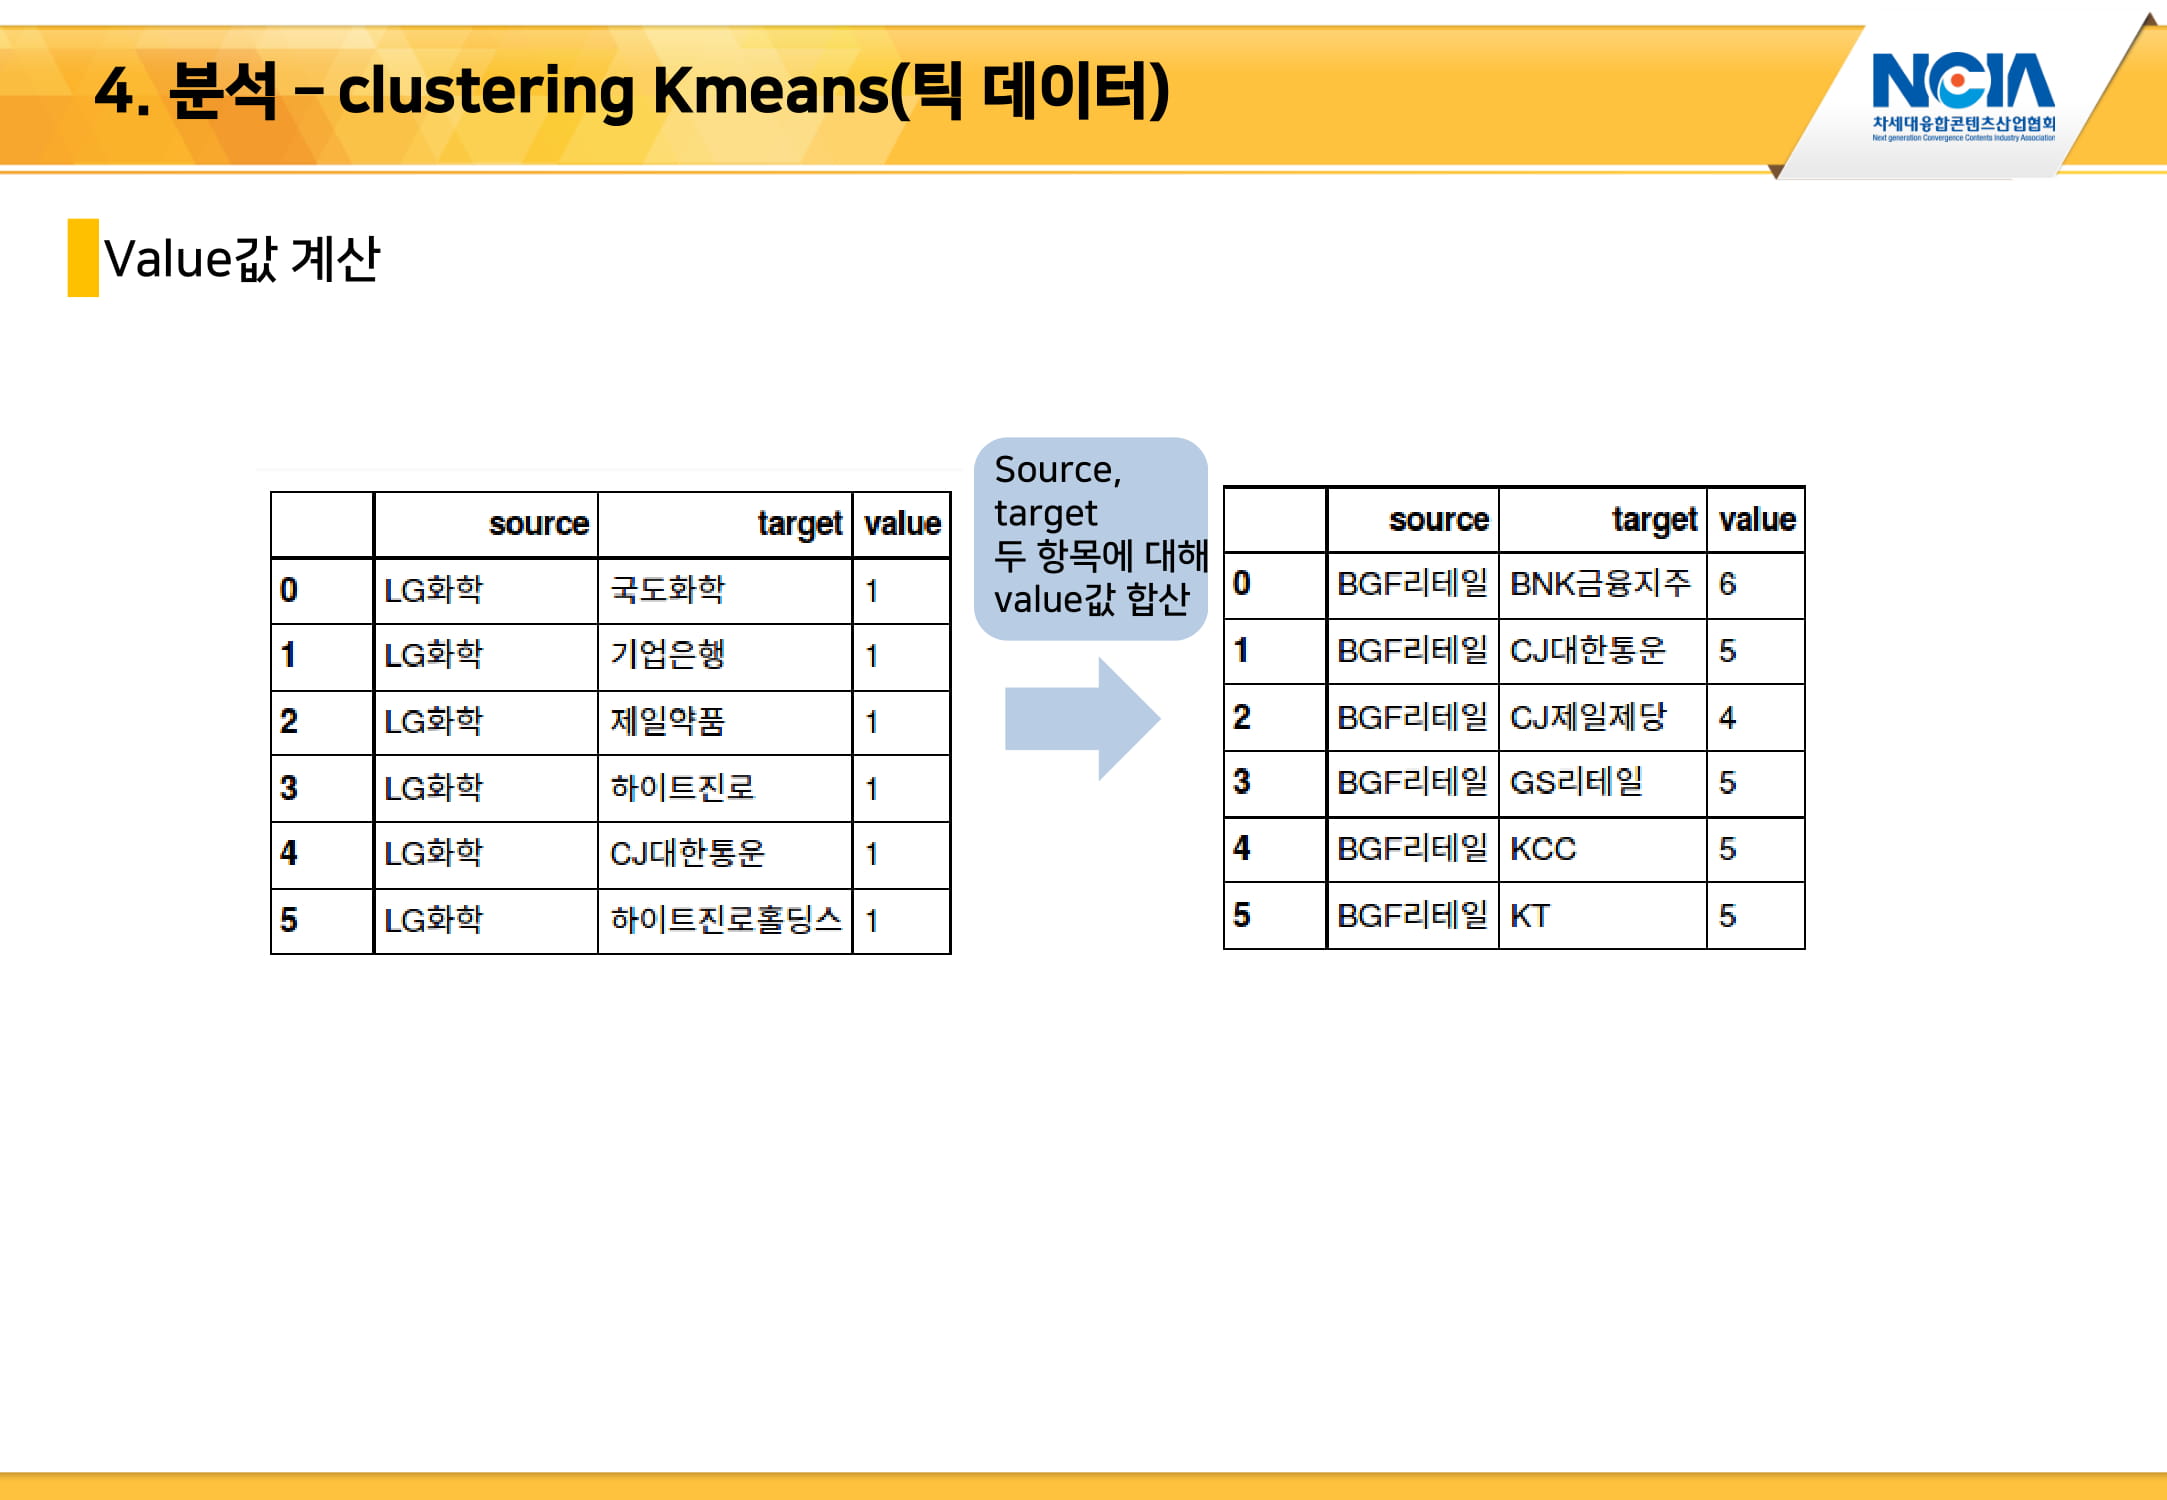 4. 분석 – clustering Kmeans(틱 데이터)
NCIA
차세대융합콘텐츠산업협회
Next generation Convergence Contents Industry Association
Value값 계산
source target value
0 LG화학 국도화학 1
1 LG화학 기업은행 1
2 LG화학 제일약품 1
3 LG화학 하이트진로 1
4 LG화학 CJ대한통운 1
5 LG화학 하이트진로홀딩스 1
Source,
target
두 항목에 대해
value값 합산
source target value
0 BGF리테일 BNK금융지주 6
1 BGF리테일 CJ대한통운 5
2 BGF리테일 CJ제일제당 4
3 BGF리테일 GS리테일 5
4 BGF리테일 KCC 5
5 BGF리테일 KT 5